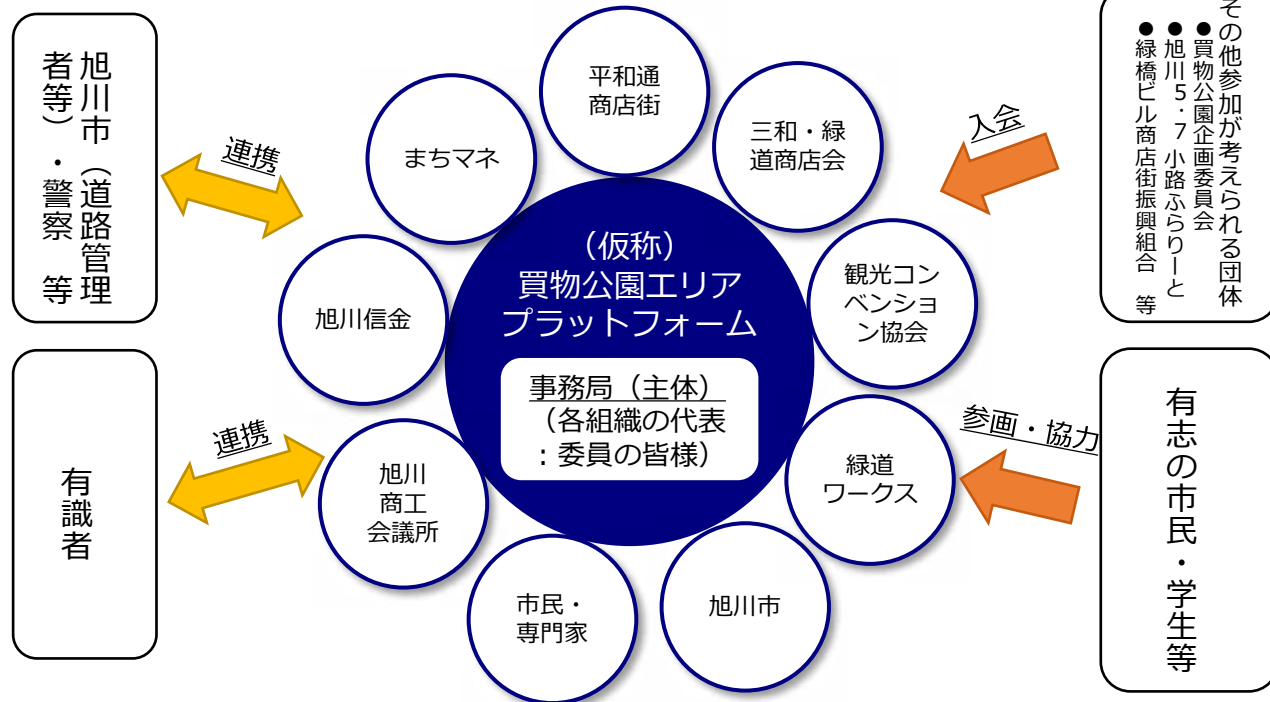 旭川市（道路管理
者等）・警察 等
連携
有識者
連携
平和通
商店街
まちマネ
三和・緑
道商店会
旭川信金
観光コン
ベンショ
ン協会
旭川
商工
会議所
緑道
ワークス
市民・
専門家
旭川市
（仮称）
買物公園エリア
プラットフォーム
事務局（主体）
（各組織の代表
：委員の皆様）
入会
その他参加が考えられる団体
●買物公園企画委員会
●旭川５・７小路ふらりーと
●緑橋ビル商店街振興組合 等
参画・協力
有志の市民・学生等